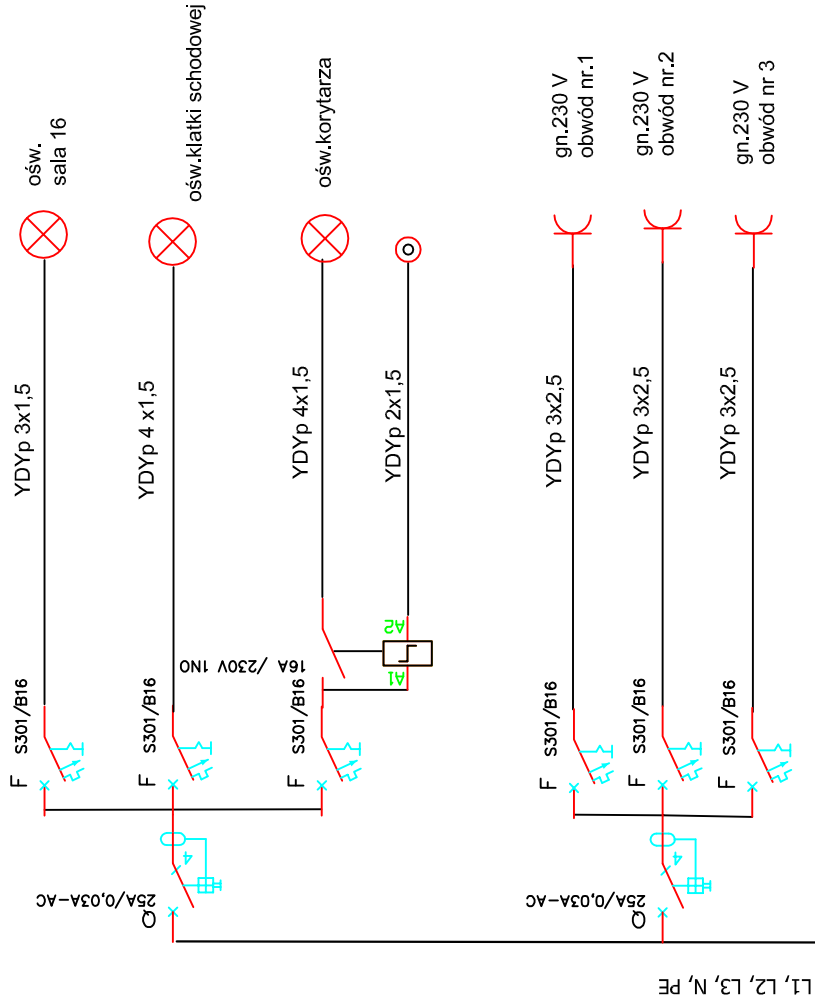 ośw.
sala 16
ośw.klatki schodowej
ośw.korytarza
gn.230 V
obwód nr.1
gn.230 V
obwód nr.2
gn.230 V
obwód nr 3
YDYp 3x1,5
YDYp 4 x1,5
YDYp 4x1,5
YDYp 2x1,5
YDYp 3x2,5
YDYp 3x2,5
YDYp 3x2,5
A2
16A /230V 1NO
A1
S301/B16
S301/B16
S301/B16
S301/B16
S301/B16
S301/B16
F
F
F
F
F
F
4
4
25A/0,03A-AC
Q
25A/0,03A-AC
Q
L1, L2, L3, N, PE